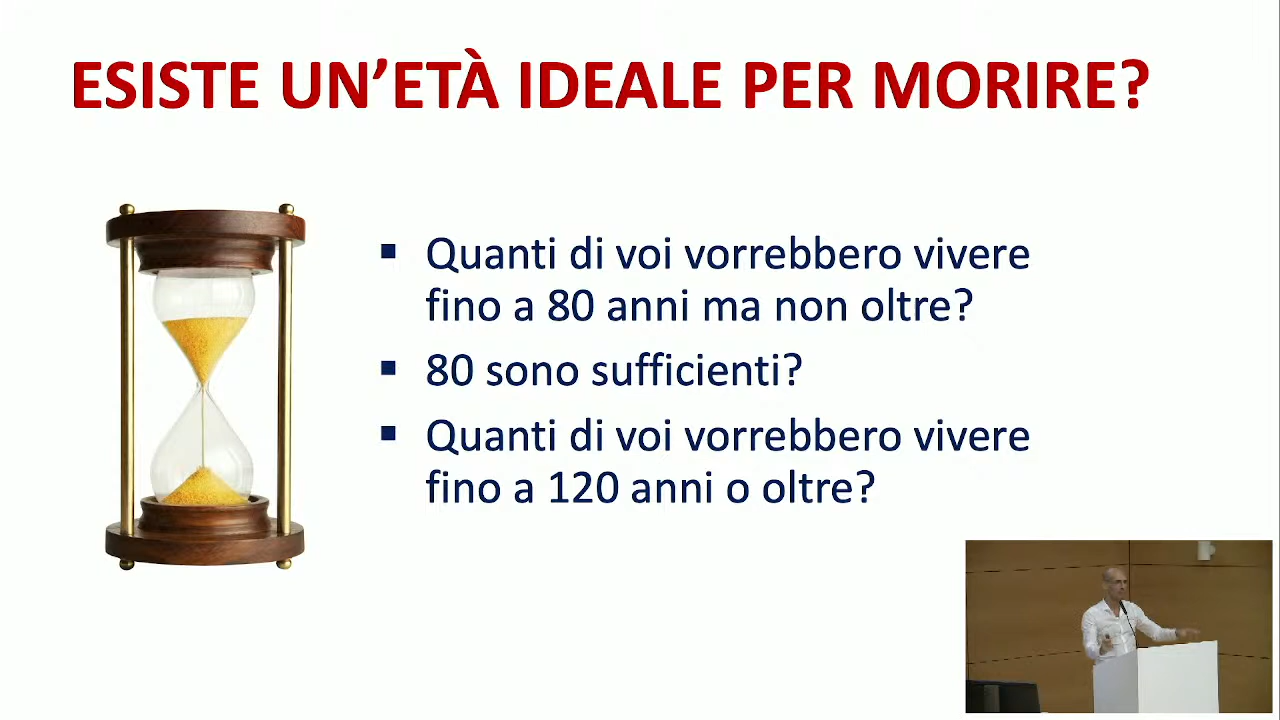 ESISTE UN’ETÀ IDEALE PER MORIRE?
▪ Quanti di voi vorrebbero vivere
fino a 80 anni ma non oltre?
▪ 80 sono sufficienti?
▪ Quanti di voi vorrebbero vivere
fino a 120 anni o oltre?